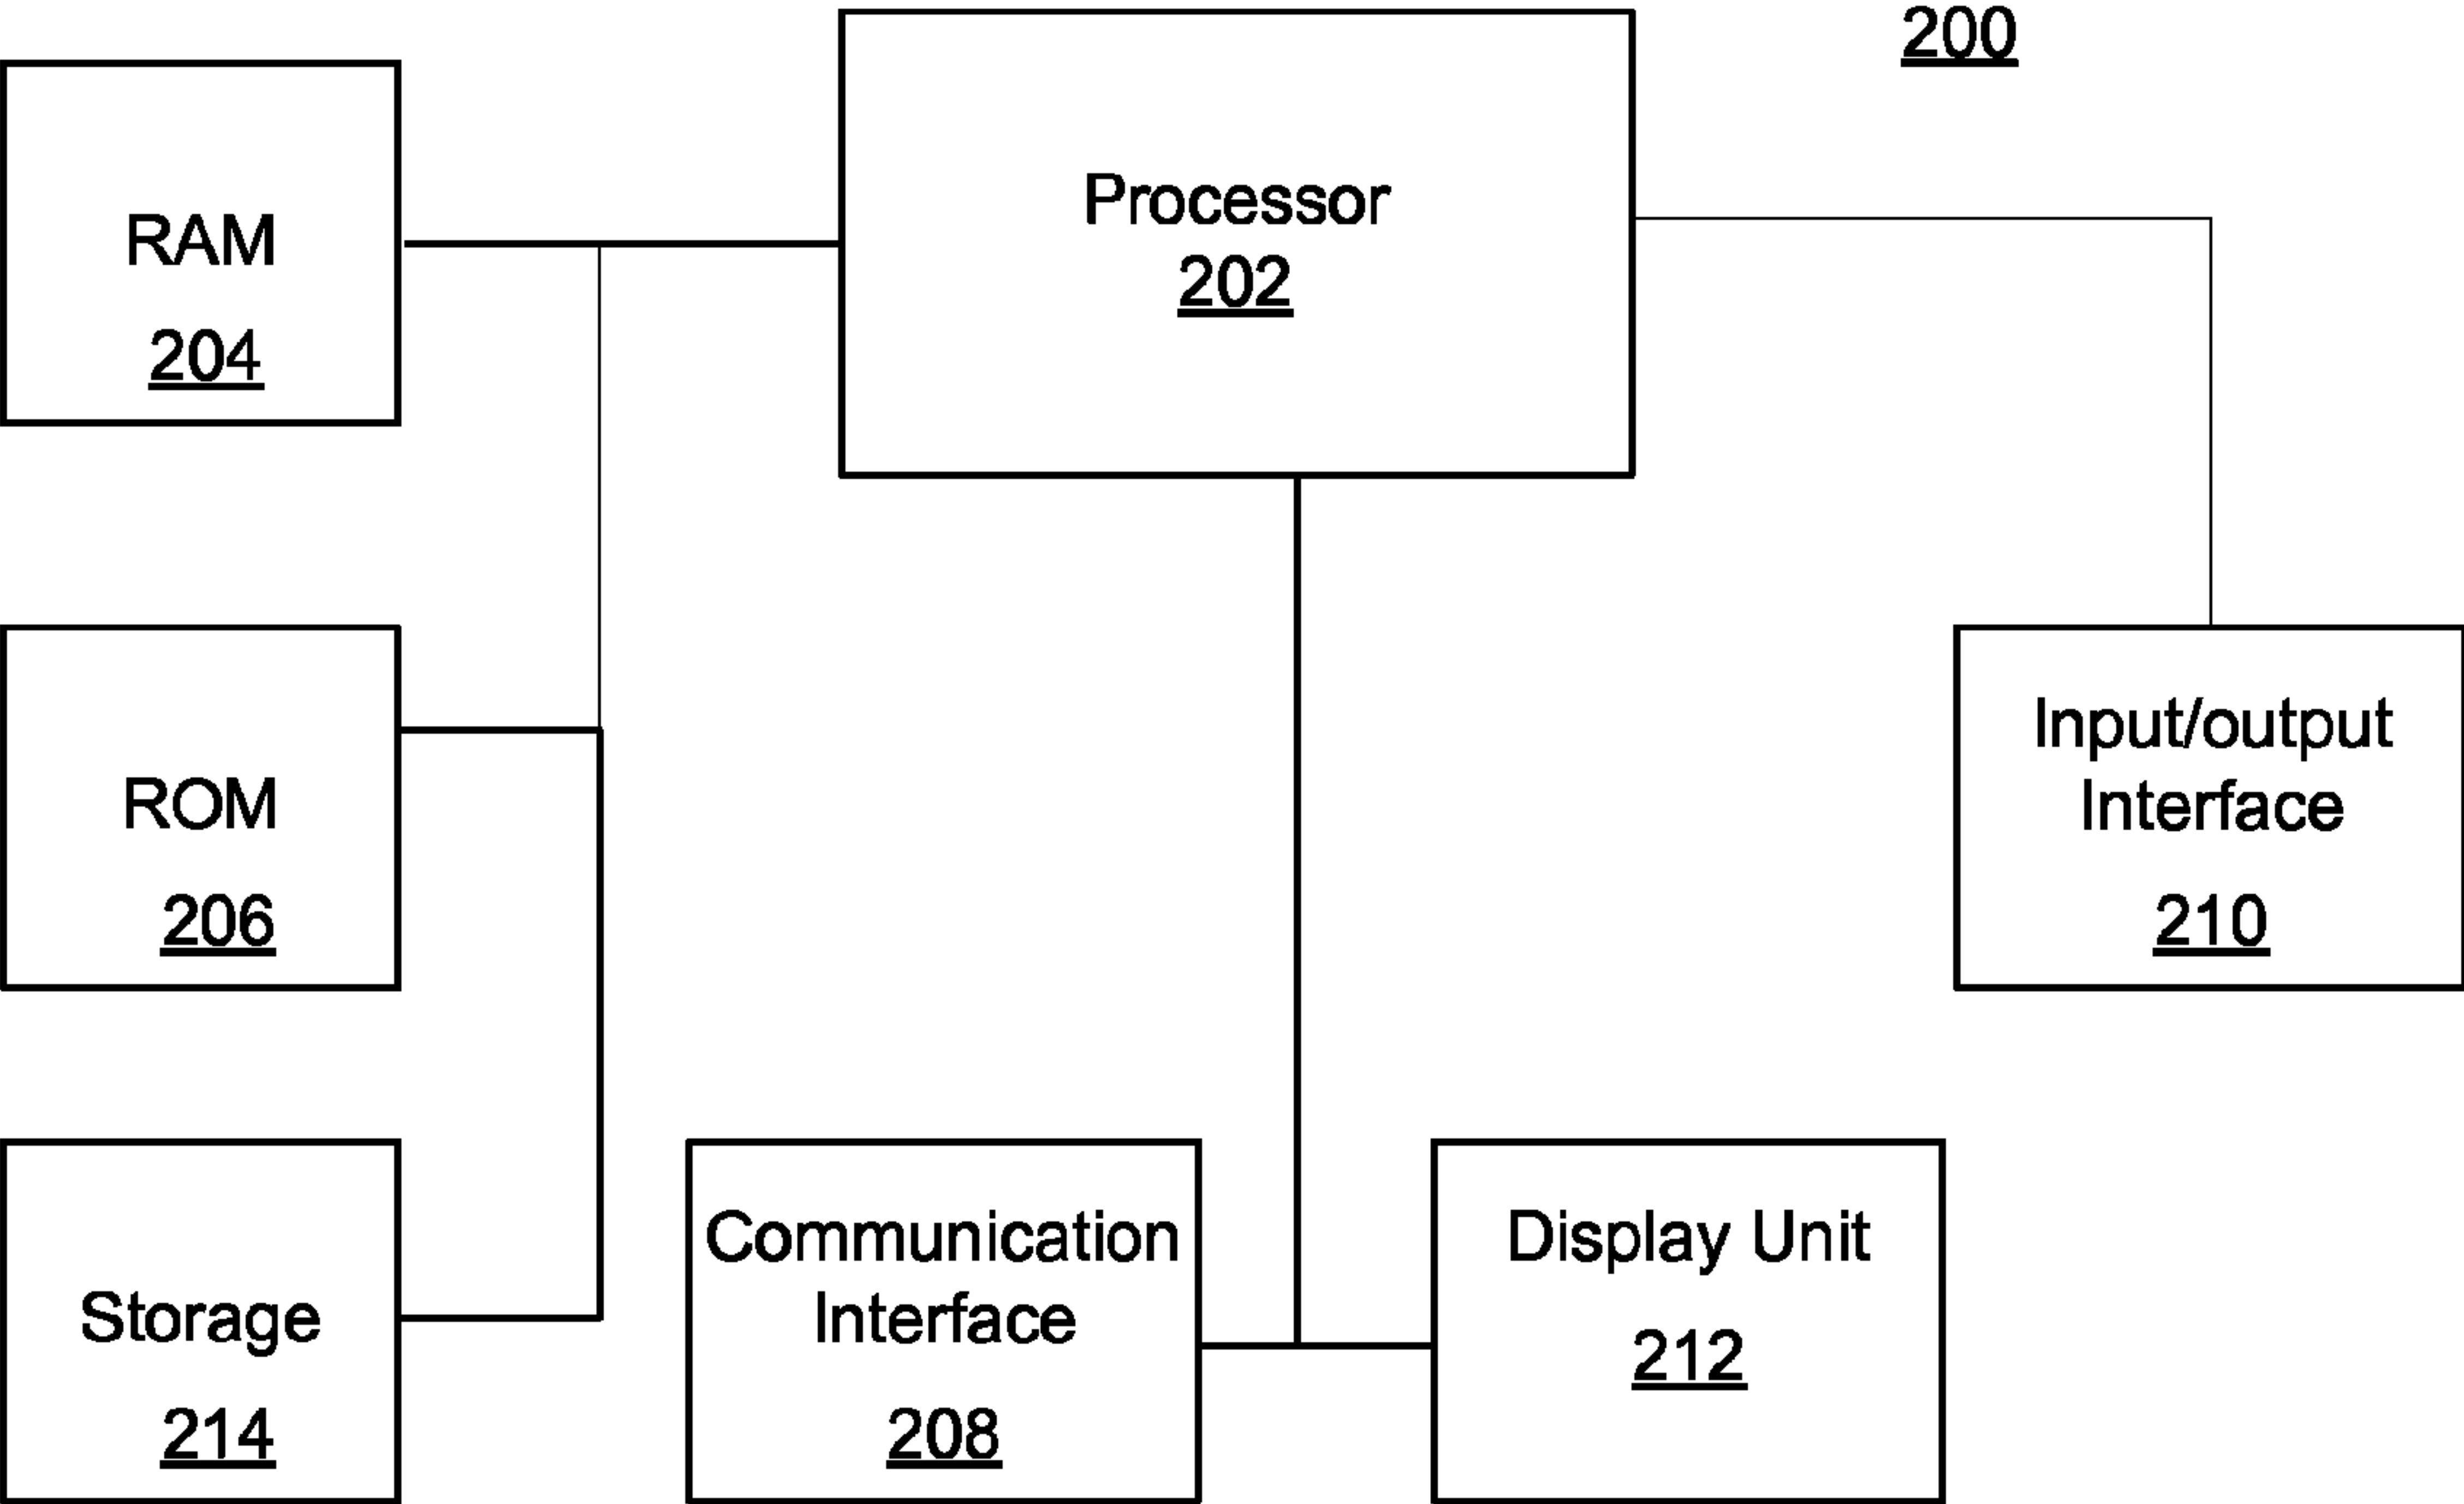 200
Processor
202
RAM
204
ROM
206
Input/output
Interface
210
Storage
214
Communication
Interface
208
Display Unit
212